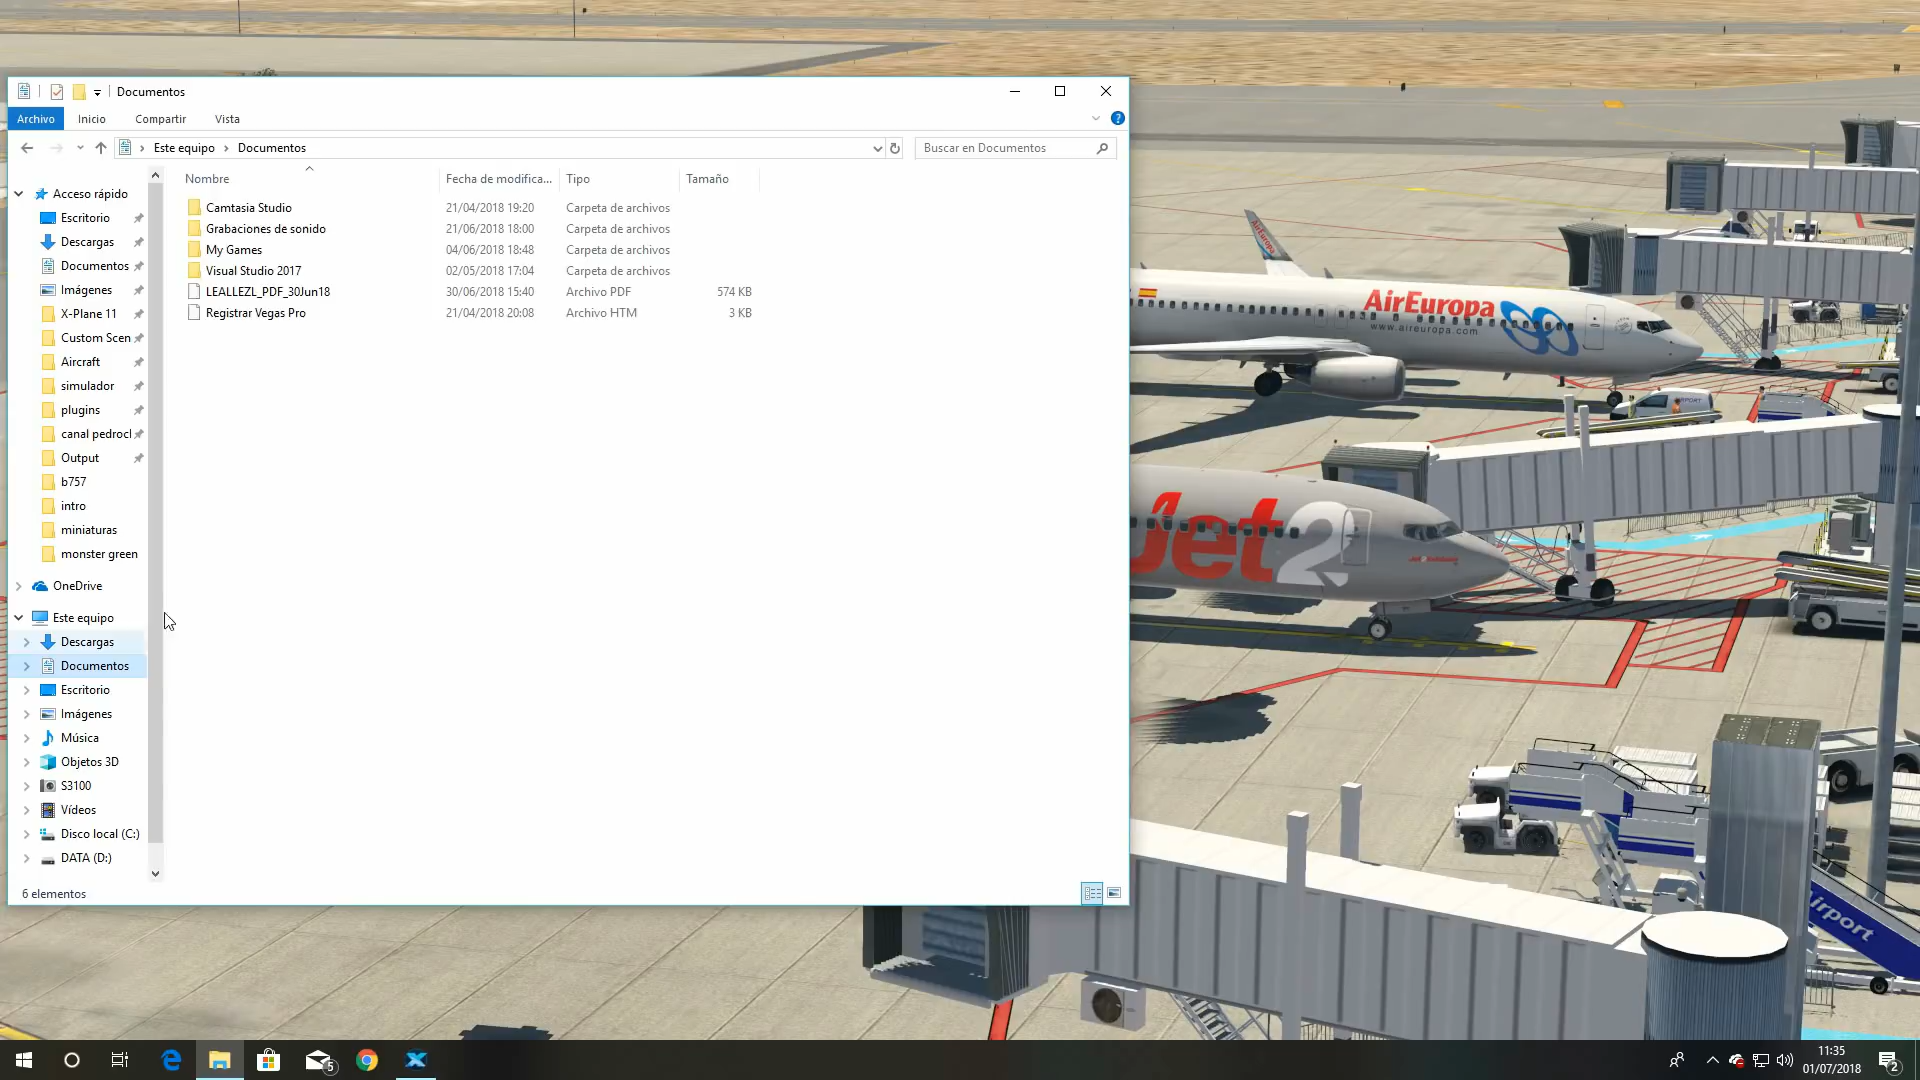 Documentos
Archivo Inicio Compartir Vista
Este equipo Documentos Buscar en Documentos
Nombre Fecha de modifica... Tipo Tamaño
Camtasia Studio 21/04/2018 19:20 Carpeta de archivos
Grabaciones de sonido 21/06/2018 18:00 Carpeta de archivos
My Games 04/06/2018 18:48 Carpeta de archivos
Visual Studio 2017 02/05/2018 17:04 Carpeta de archivos
LEALLEZL_PDF_30Jun18 30/06/2018 15:40 Archivo PDF 574 KB
Registrar Vegas Pro 21/04/2018 20:08 Archivo HTM 3 KB
Acceso rápido
Escritorio
Descargas
Documentos
Imágenes
X-Plane 11
Custom Scen
Aircraft
simulador
plugins
canal pedrocl
Output
b757
intro
miniaturas
monster green
OneDrive
Este equipo
Descargas
Documentos
Escritorio
Imágenes
Música
Objetos 3D
S3100
Vídeos
Disco local (C:)
DATA (D:)
6 elementos
AirEuropa
AirEuropa
www.aireuropa.com
Jet2
irport
5
11:35
01/07/2018
2